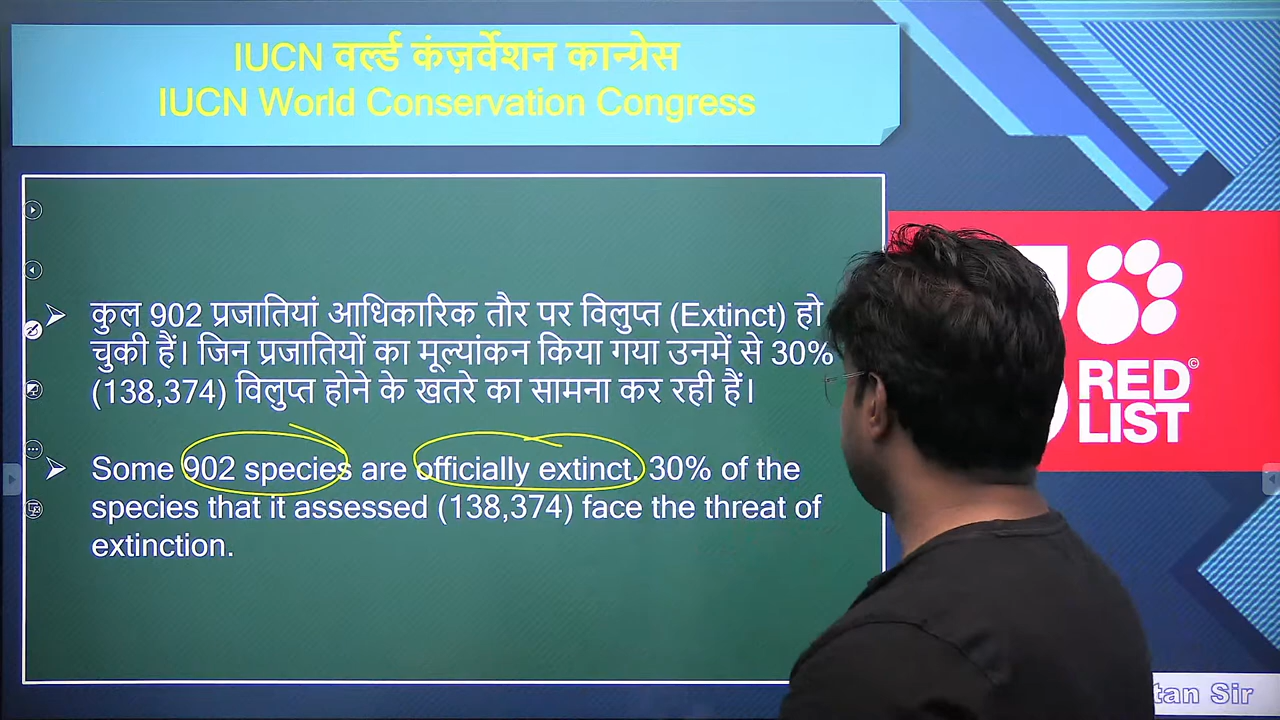 IUCN वर्ल्ड कंज़र्वेशन कान्ग्रेस
IUCN World Conservation Congress
कुल 902 प्रजातियां आधिकारिक तौर पर विलुप्त (Extinct) हो
चुकी हैं। जिन प्रजातियों का मूल्यांकन किया गया उनमें से 30%
(138,374) विलुप्त होने के खतरे का सामना कर रही हैं।
Some 902 species are officially extinct. 30% of the
species that it assessed (138,374) face the threat of
extinction.
RED
LIST
©
Sir